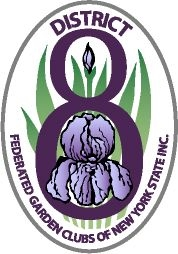 DISTRICT
8
FEDERATED GARDEN CLUBS OF NEW YORK STATE INC.